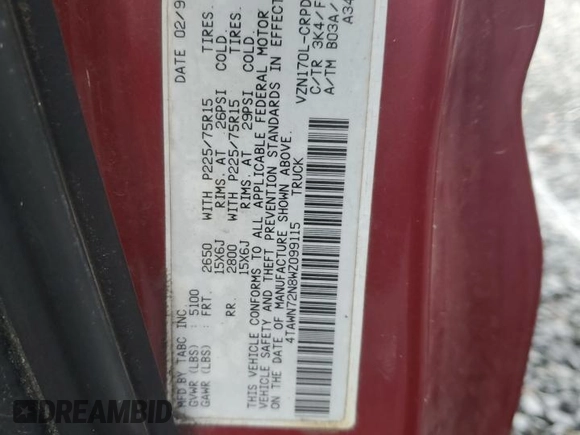 MFD BY TABC INC DATE 02/9
GVWR (LBS) : 5100
GAWR (LBS) : FRT. 2650 WITH P225/75R15 TIRES.
15X6J RIMS. AT 26PSI COLD.
RR. 2800 WITH P225/75R15 TIRES.
15X6J RIMS. AT 29PSI COLD.
THIS VEHICLE CONFORMS TO ALL APPLICABLE FEDERAL MOTOR
VEHICLE SAFETY AND THEFT PREVENTION STANDARDS IN EFFECT
ON THE DATE OF MANUFACTURE SHOWN ABOVE.
4TAWN72N8WZ099115 TRUCK
VZN170L-CRPD
C/TR 3K4/F
A/TM B03A/
A34
DREAMBID